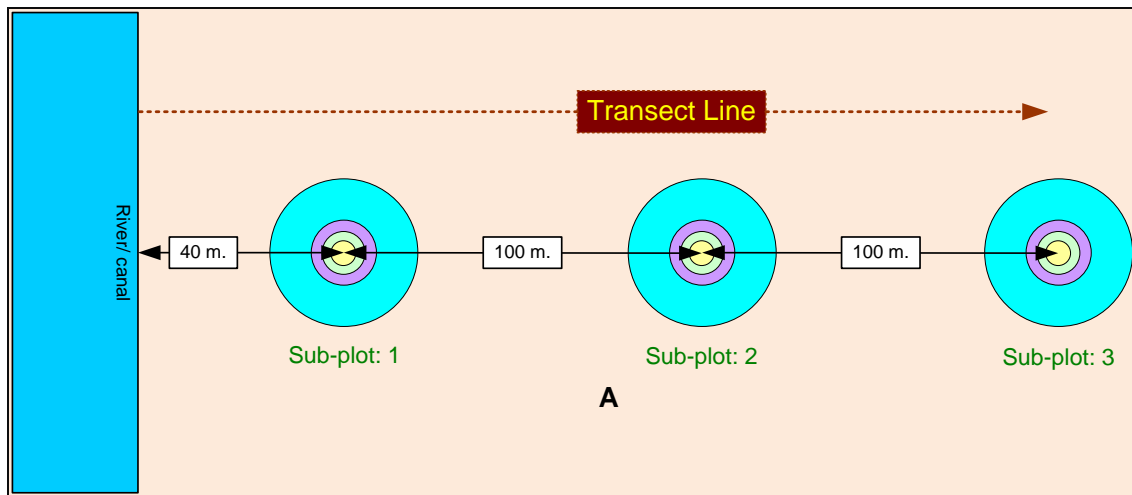 Transect Line
River/ canal
40 m.
100 m.
100 m.
Sub-plot: 1
Sub-plot: 2
Sub-plot: 3
A